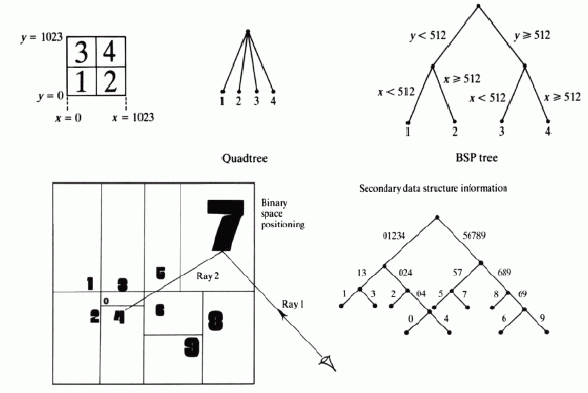 y = 1023
3 4
1 2
y = 0
x = 0 x = 1023
1 2 3 4
Quadtree
y < 512 y ≥ 512
x < 512 x ≥ 512 x < 512 x ≥ 512
1 2 3 4
BSP tree
7
Binary
space
positioning
Ray 2
Ray 1
1 3 5
0
2 4 6 8
9
Secondary data structure information
01234 56789
13 024 57 689
1 3 2 04 5 7 8 69
0 4 6 9